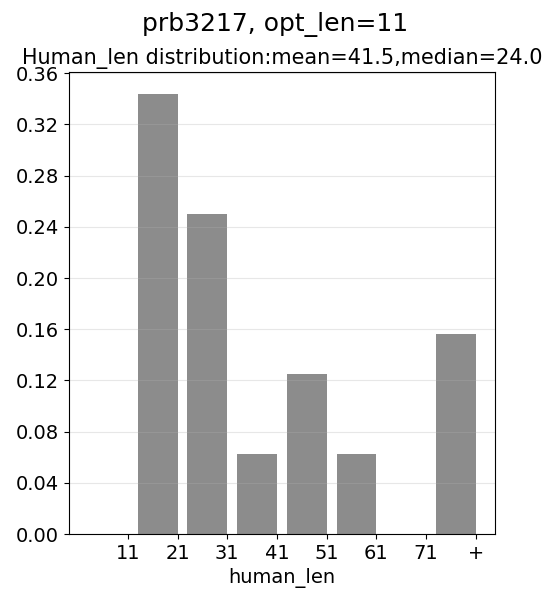 prb3217, opt_len=11
Human_len distribution:mean=41.5,median=24.0
0.36
0.32
0.28
0.24
0.20
0.16
0.12
0.08
0.04
0.00
11 21 31 41 51 61 71 +
human_len